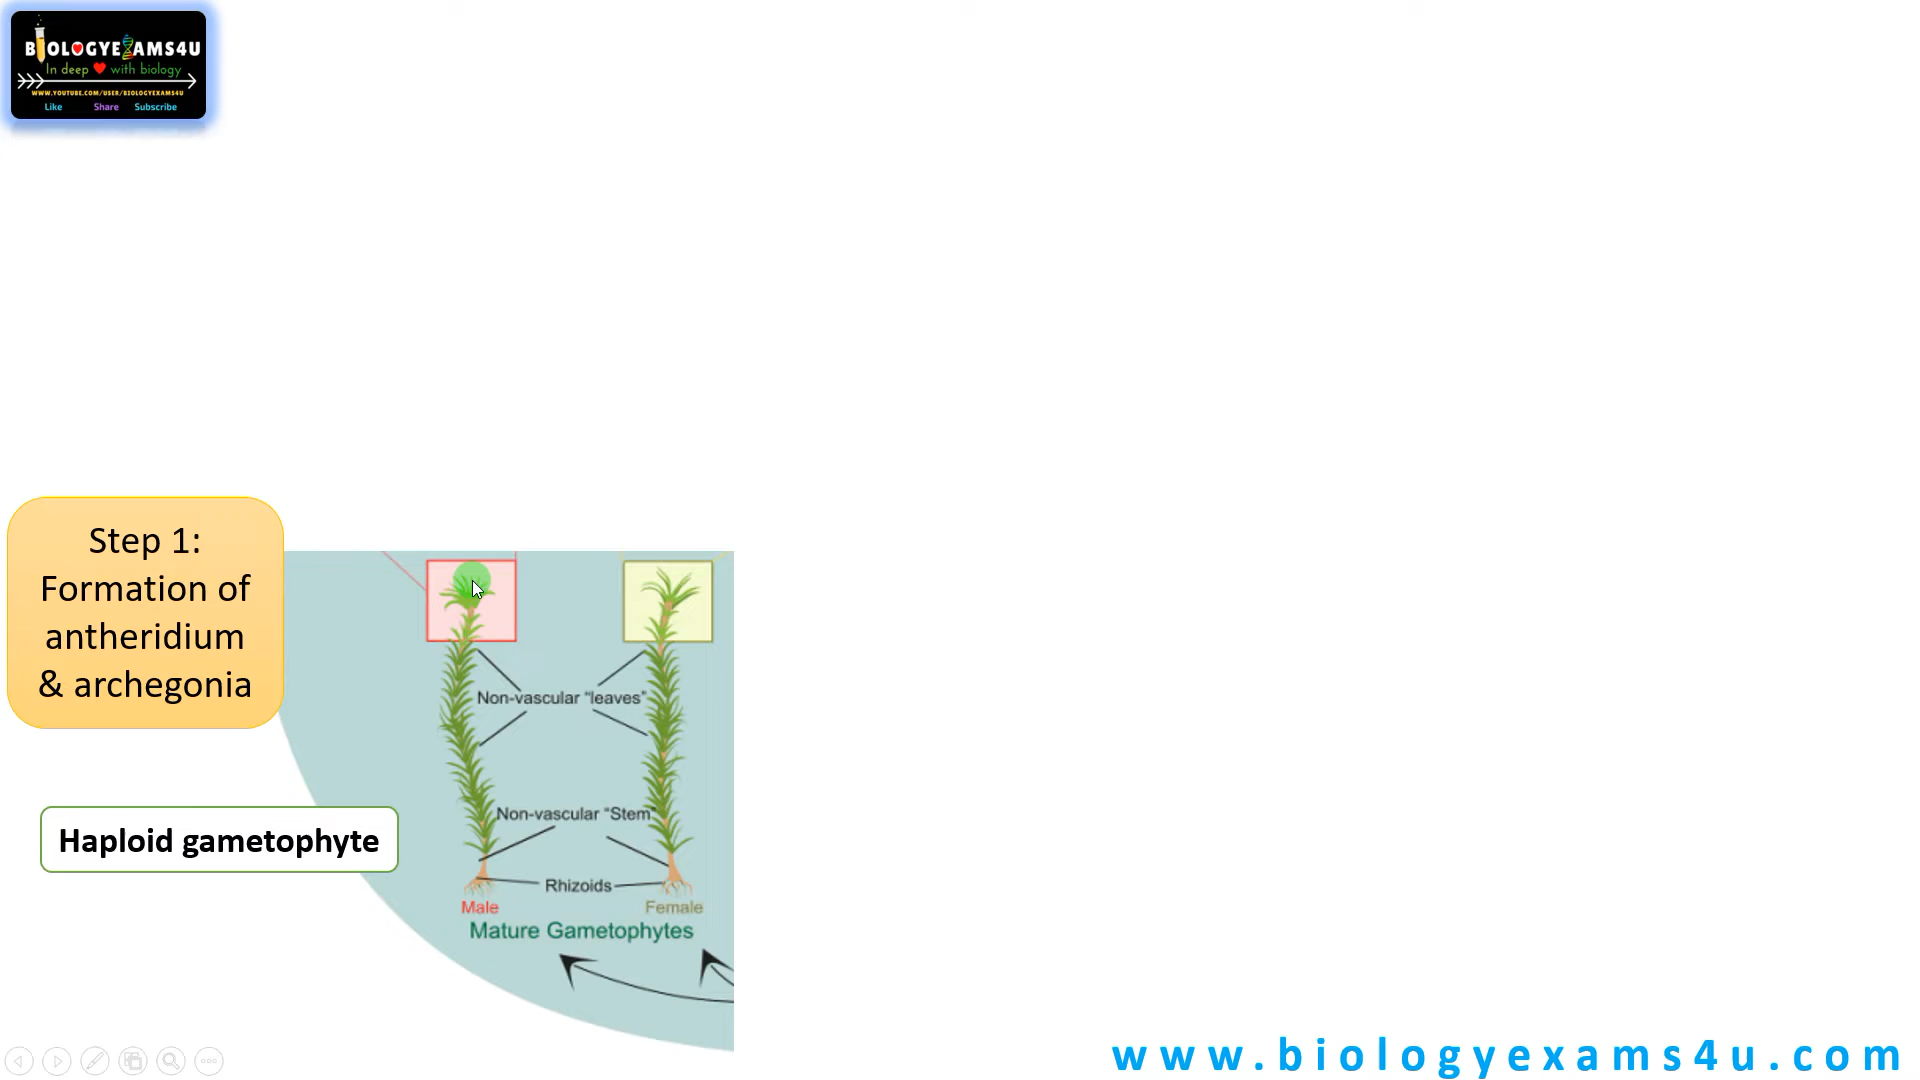 BIOLOGYEXAMS4U
In deep with biology
WWW.YOUTUBE.COM/USER/BIOLOGYEXAMS4U
Like Share Subscribe
Step 1:
Formation of
antheridium
& archegonia
Non-vascular “leaves”
Non-vascular “Stem”
Haploid gametophyte
Rhizoids
Male Female
Mature Gametophytes
www.biologyexams4u.com